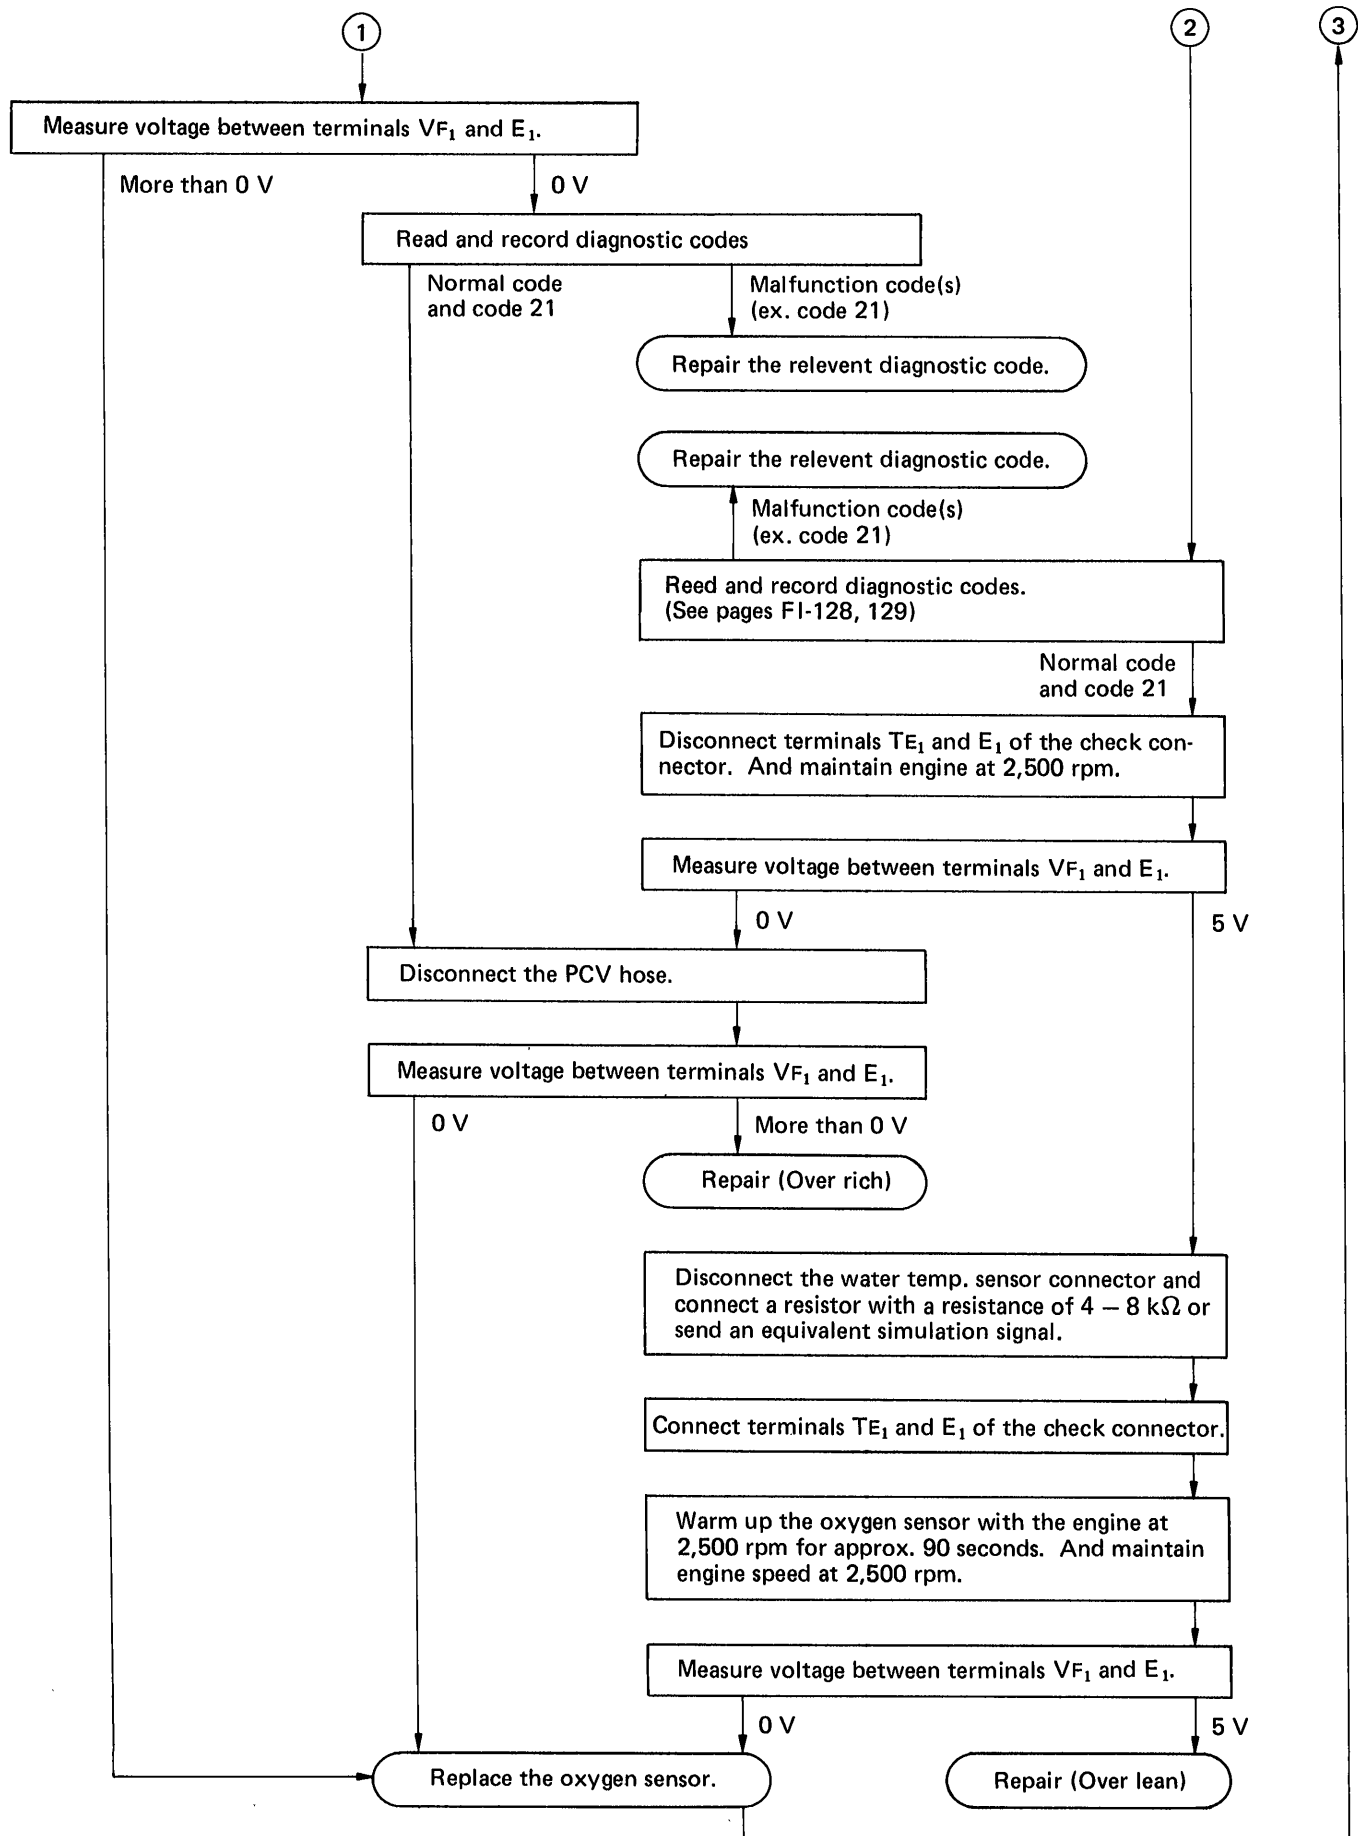 1
2
3
Measure voltage between terminals VF₁ and E₁.
More than 0 V
0 V
Read and record diagnostic codes
Normal code
and code 21
Malfunction code(s)
(ex. code 21)
Repair the relevent diagnostic code.
Repair the relevent diagnostic code.
Malfunction code(s)
(ex. code 21)
Reed and record diagnostic codes.
(See pages FI-128, 129)
Normal code
and code 21
Disconnect terminals TE₁ and E₁ of the check con-
nector. And maintain engine at 2,500 rpm.
Measure voltage between terminals VF₁ and E₁.
0 V
5 V
Disconnect the PCV hose.
Measure voltage between terminals VF₁ and E₁.
0 V
More than 0 V
Repair (Over rich)
Disconnect the water temp. sensor connector and
connect a resistor with a resistance of 4 – 8 kΩ or
send an equivalent simulation signal.
Connect terminals TE₁ and E₁ of the check connector.
Warm up the oxygen sensor with the engine at
2,500 rpm for approx. 90 seconds. And maintain
engine speed at 2,500 rpm.
Measure voltage between terminals VF₁ and E₁.
0 V
5 V
Replace the oxygen sensor.
Repair (Over lean)